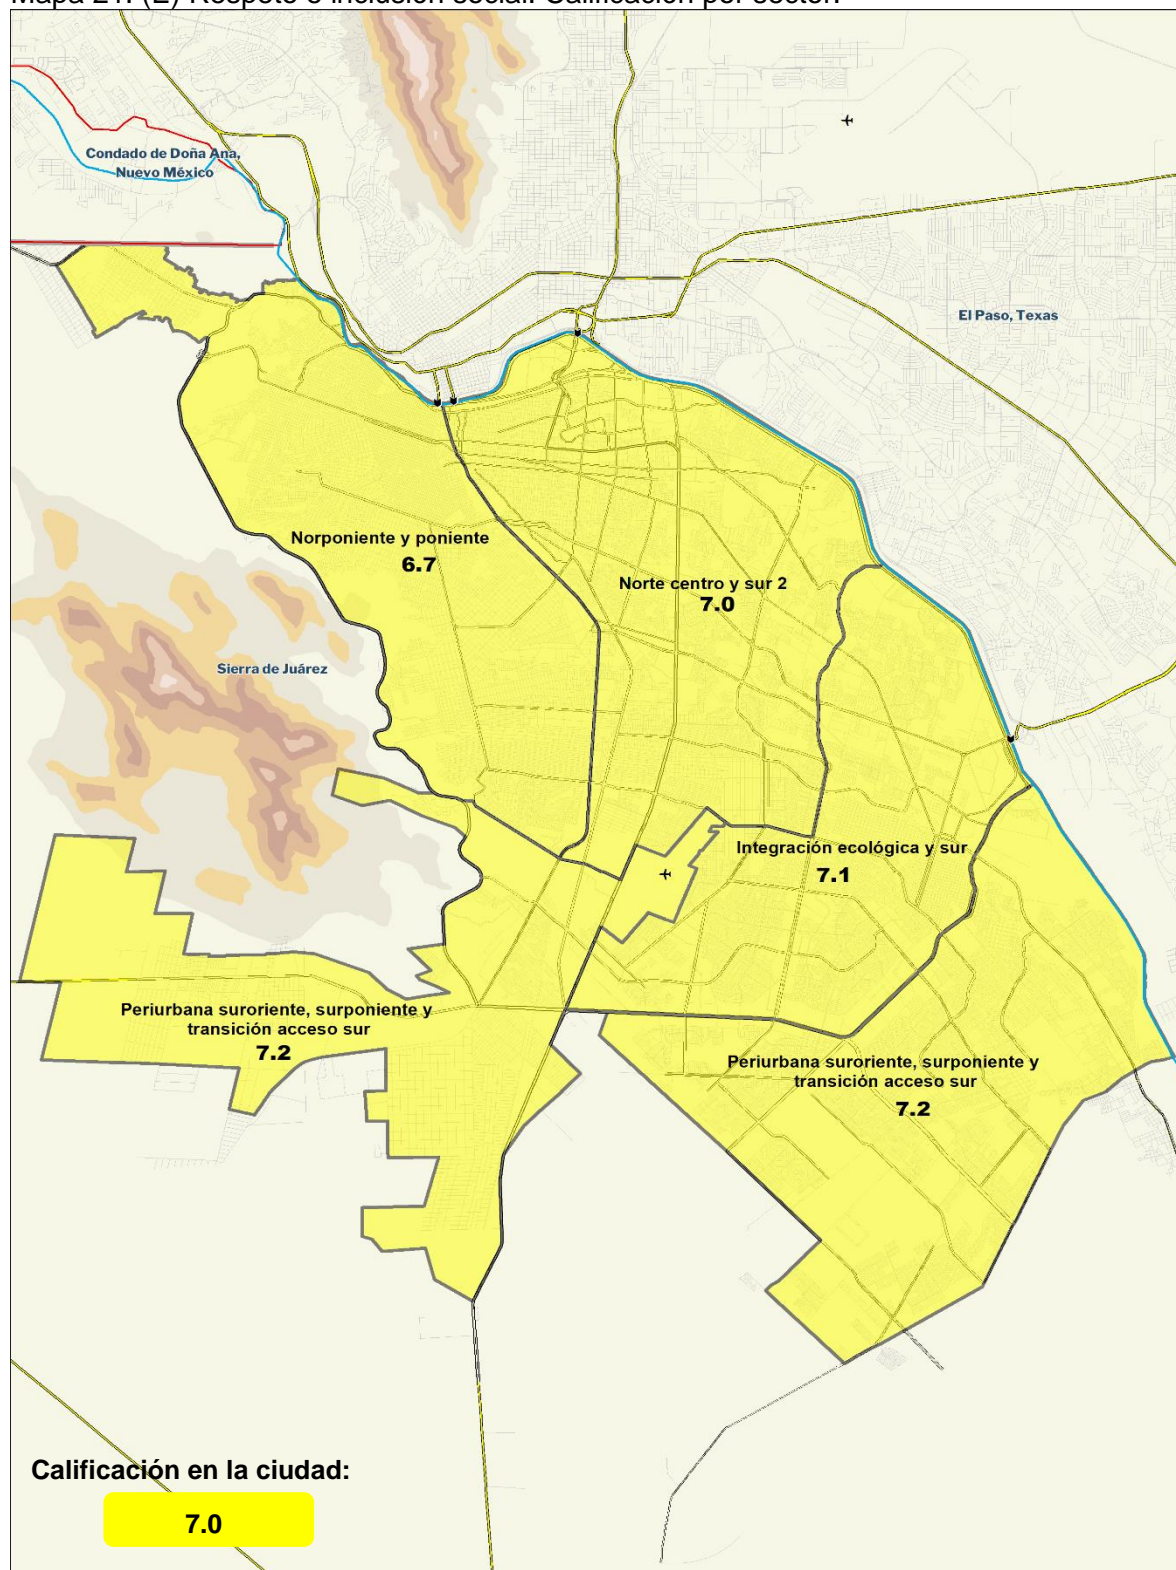 Mapa 21. (E) Respeto e inclusión social. Calificación por sector.
Condado de Doña Ana,
Nuevo México
El Paso, Texas
Norponiente y poniente
6.7
Norte centro y sur 2
7.0
Sierra de Juárez
Integración ecológica y sur
7.1
Periurbana suroriente, surponiente y
transición acceso sur
7.2
Periurbana suroriente, surponiente y
transición acceso sur
7.2
Calificación en la ciudad:
7.0